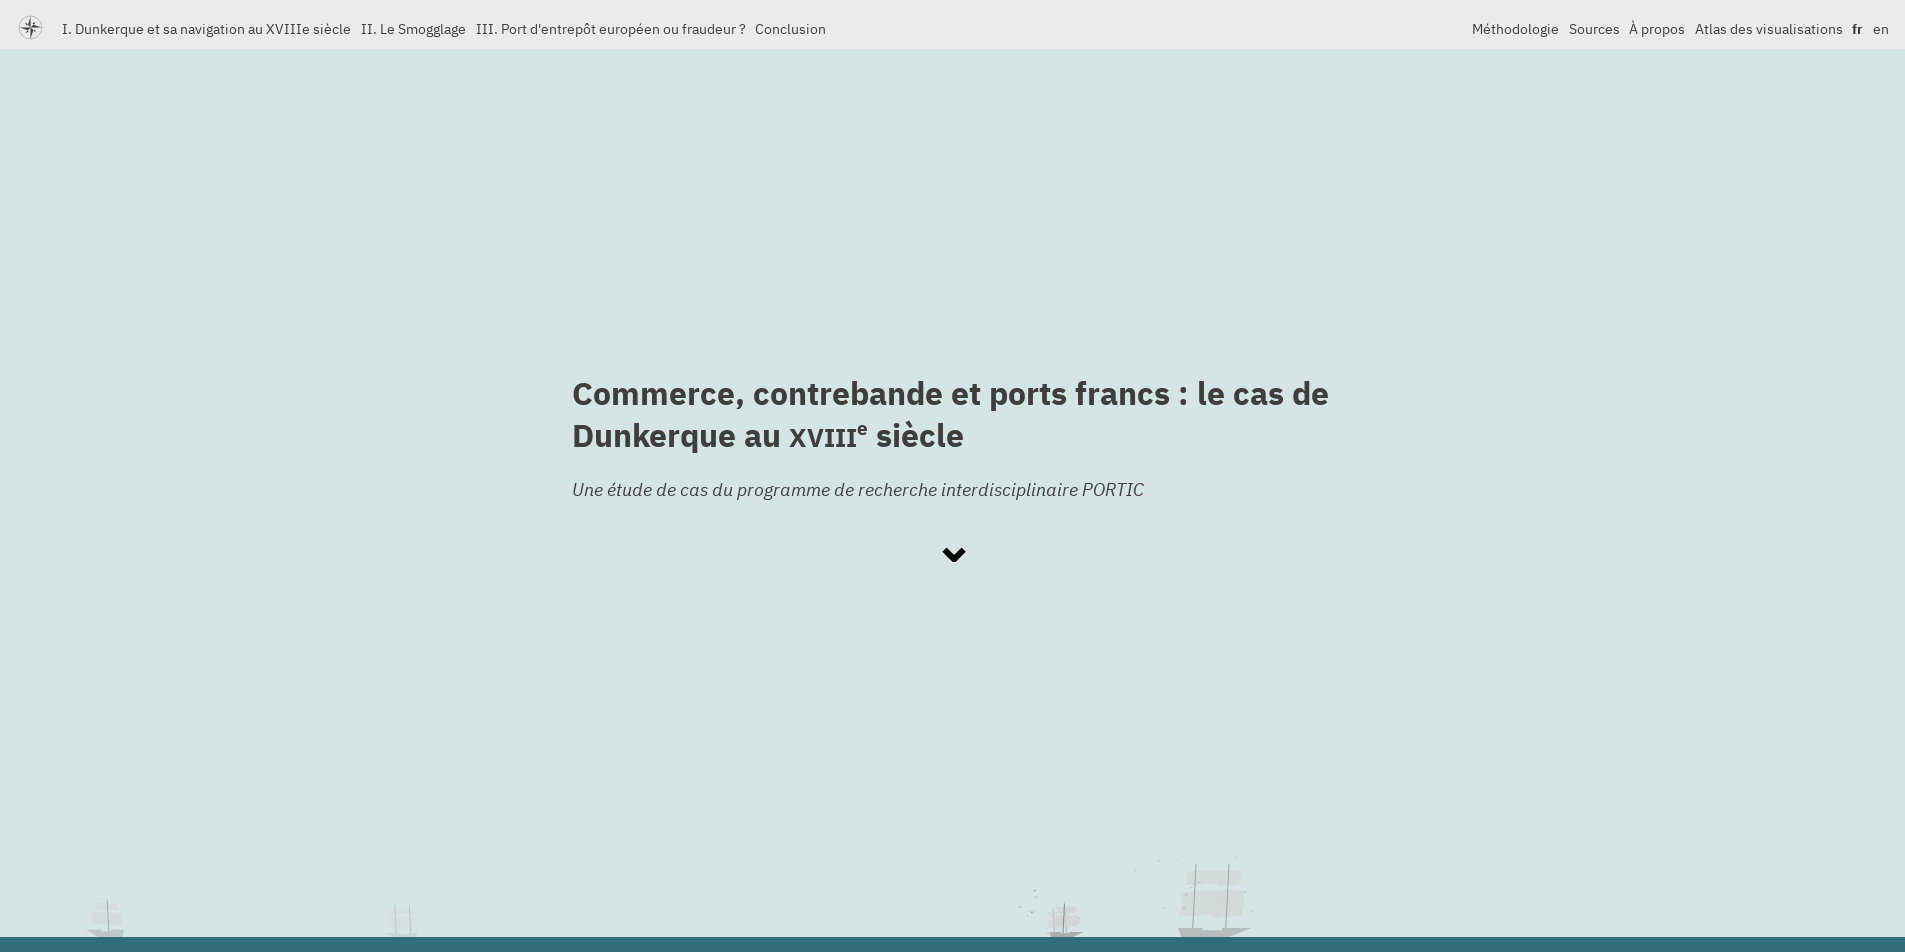 I. Dunkerque et sa navigation au XVIIIe siècle II. Le Smogglage III. Port d'entrepôt européen ou fraudeur ? Conclusion Méthodologie Sources À propos Atlas des visualisations fr en
Commerce, contrebande et ports francs : le cas de
Dunkerque au XVIIIe siècle
Une étude de cas du programme de recherche interdisciplinaire PORTIC